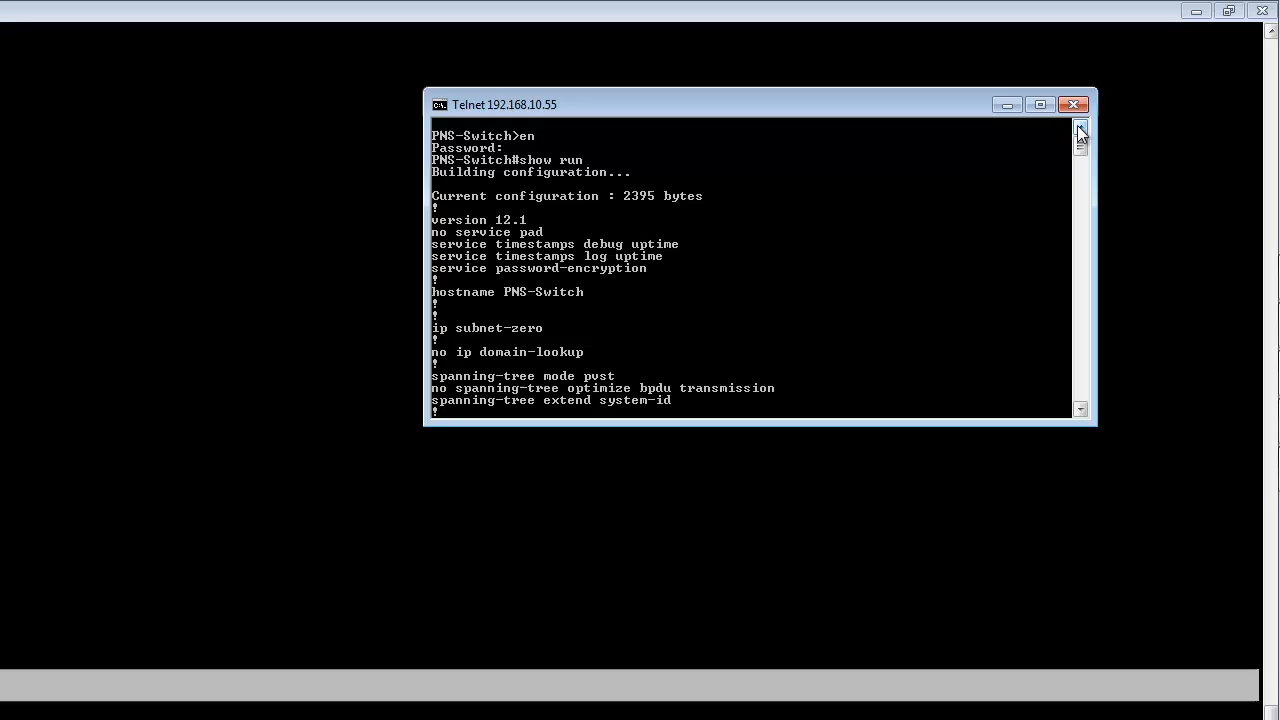 Telnet 192.168.10.55
PNS-Switch>en
Password:
PNS-Switch#show run
Building configuration...
Current configuration : 2395 bytes
!
version 12.1
no service pad
service timestamps debug uptime
service timestamps log uptime
service password-encryption
!
hostname PNS-Switch
!
!
ip subnet-zero
!
no ip domain-lookup
!
spanning-tree mode pvst
no spanning-tree optimize bpdu transmission
spanning-tree extend system-id
!